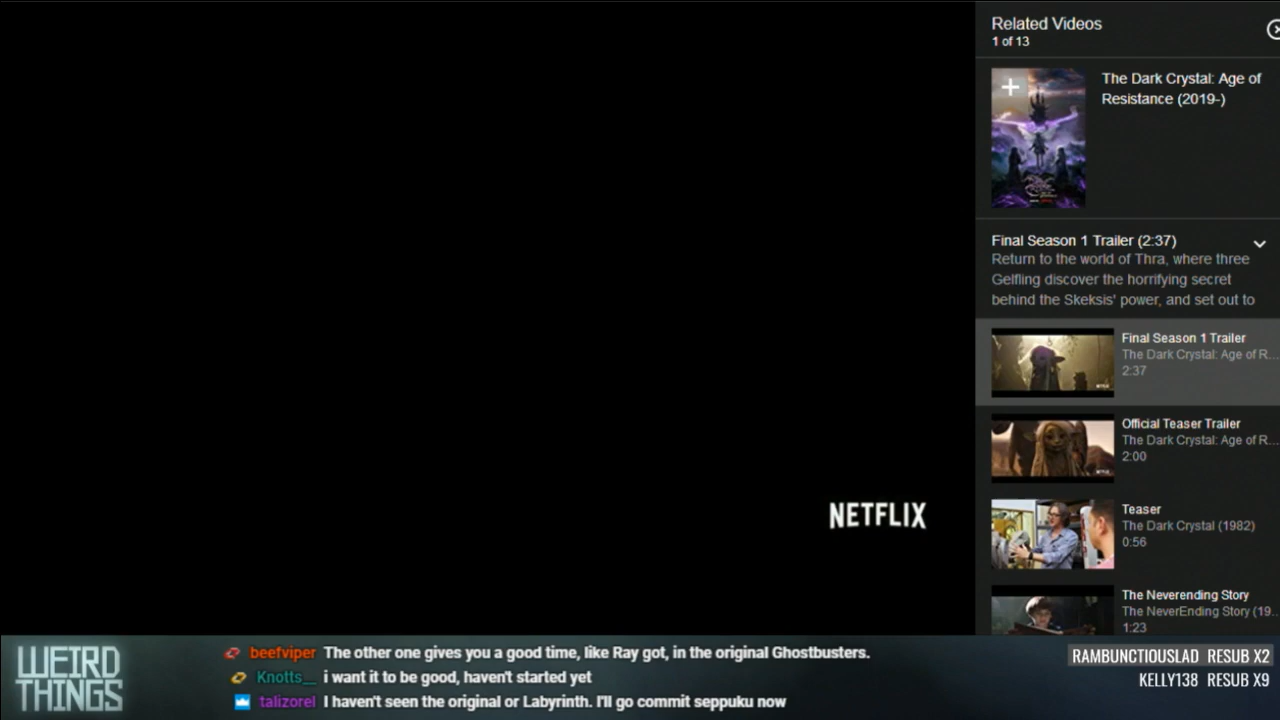 Related Videos
1 of 13
The Dark Crystal: Age of
Resistance (2019-)
Final Season 1 Trailer (2:37)
Return to the world of Thra, where three
Gelfling discover the horrifying secret
behind the Skeksis' power, and set out to
Final Season 1 Trailer
The Dark Crystal: Age of R...
2:37
Official Teaser Trailer
The Dark Crystal: Age of R...
2:00
Teaser
The Dark Crystal (1982)
0:56
The Neverending Story
The NeverEnding Story (19...
1:23
NETFLIX
WEIRD
THINGS
beefviper The other one gives you a good time, like Ray got, in the original Ghostbusters.
Knotts__ i want it to be good, haven't started yet
talizorel I haven't seen the original or Labyrinth. I'll go commit seppuku now
RAMBUNCTIOUSLAD RESUB X2
KELLY138 RESUB X9